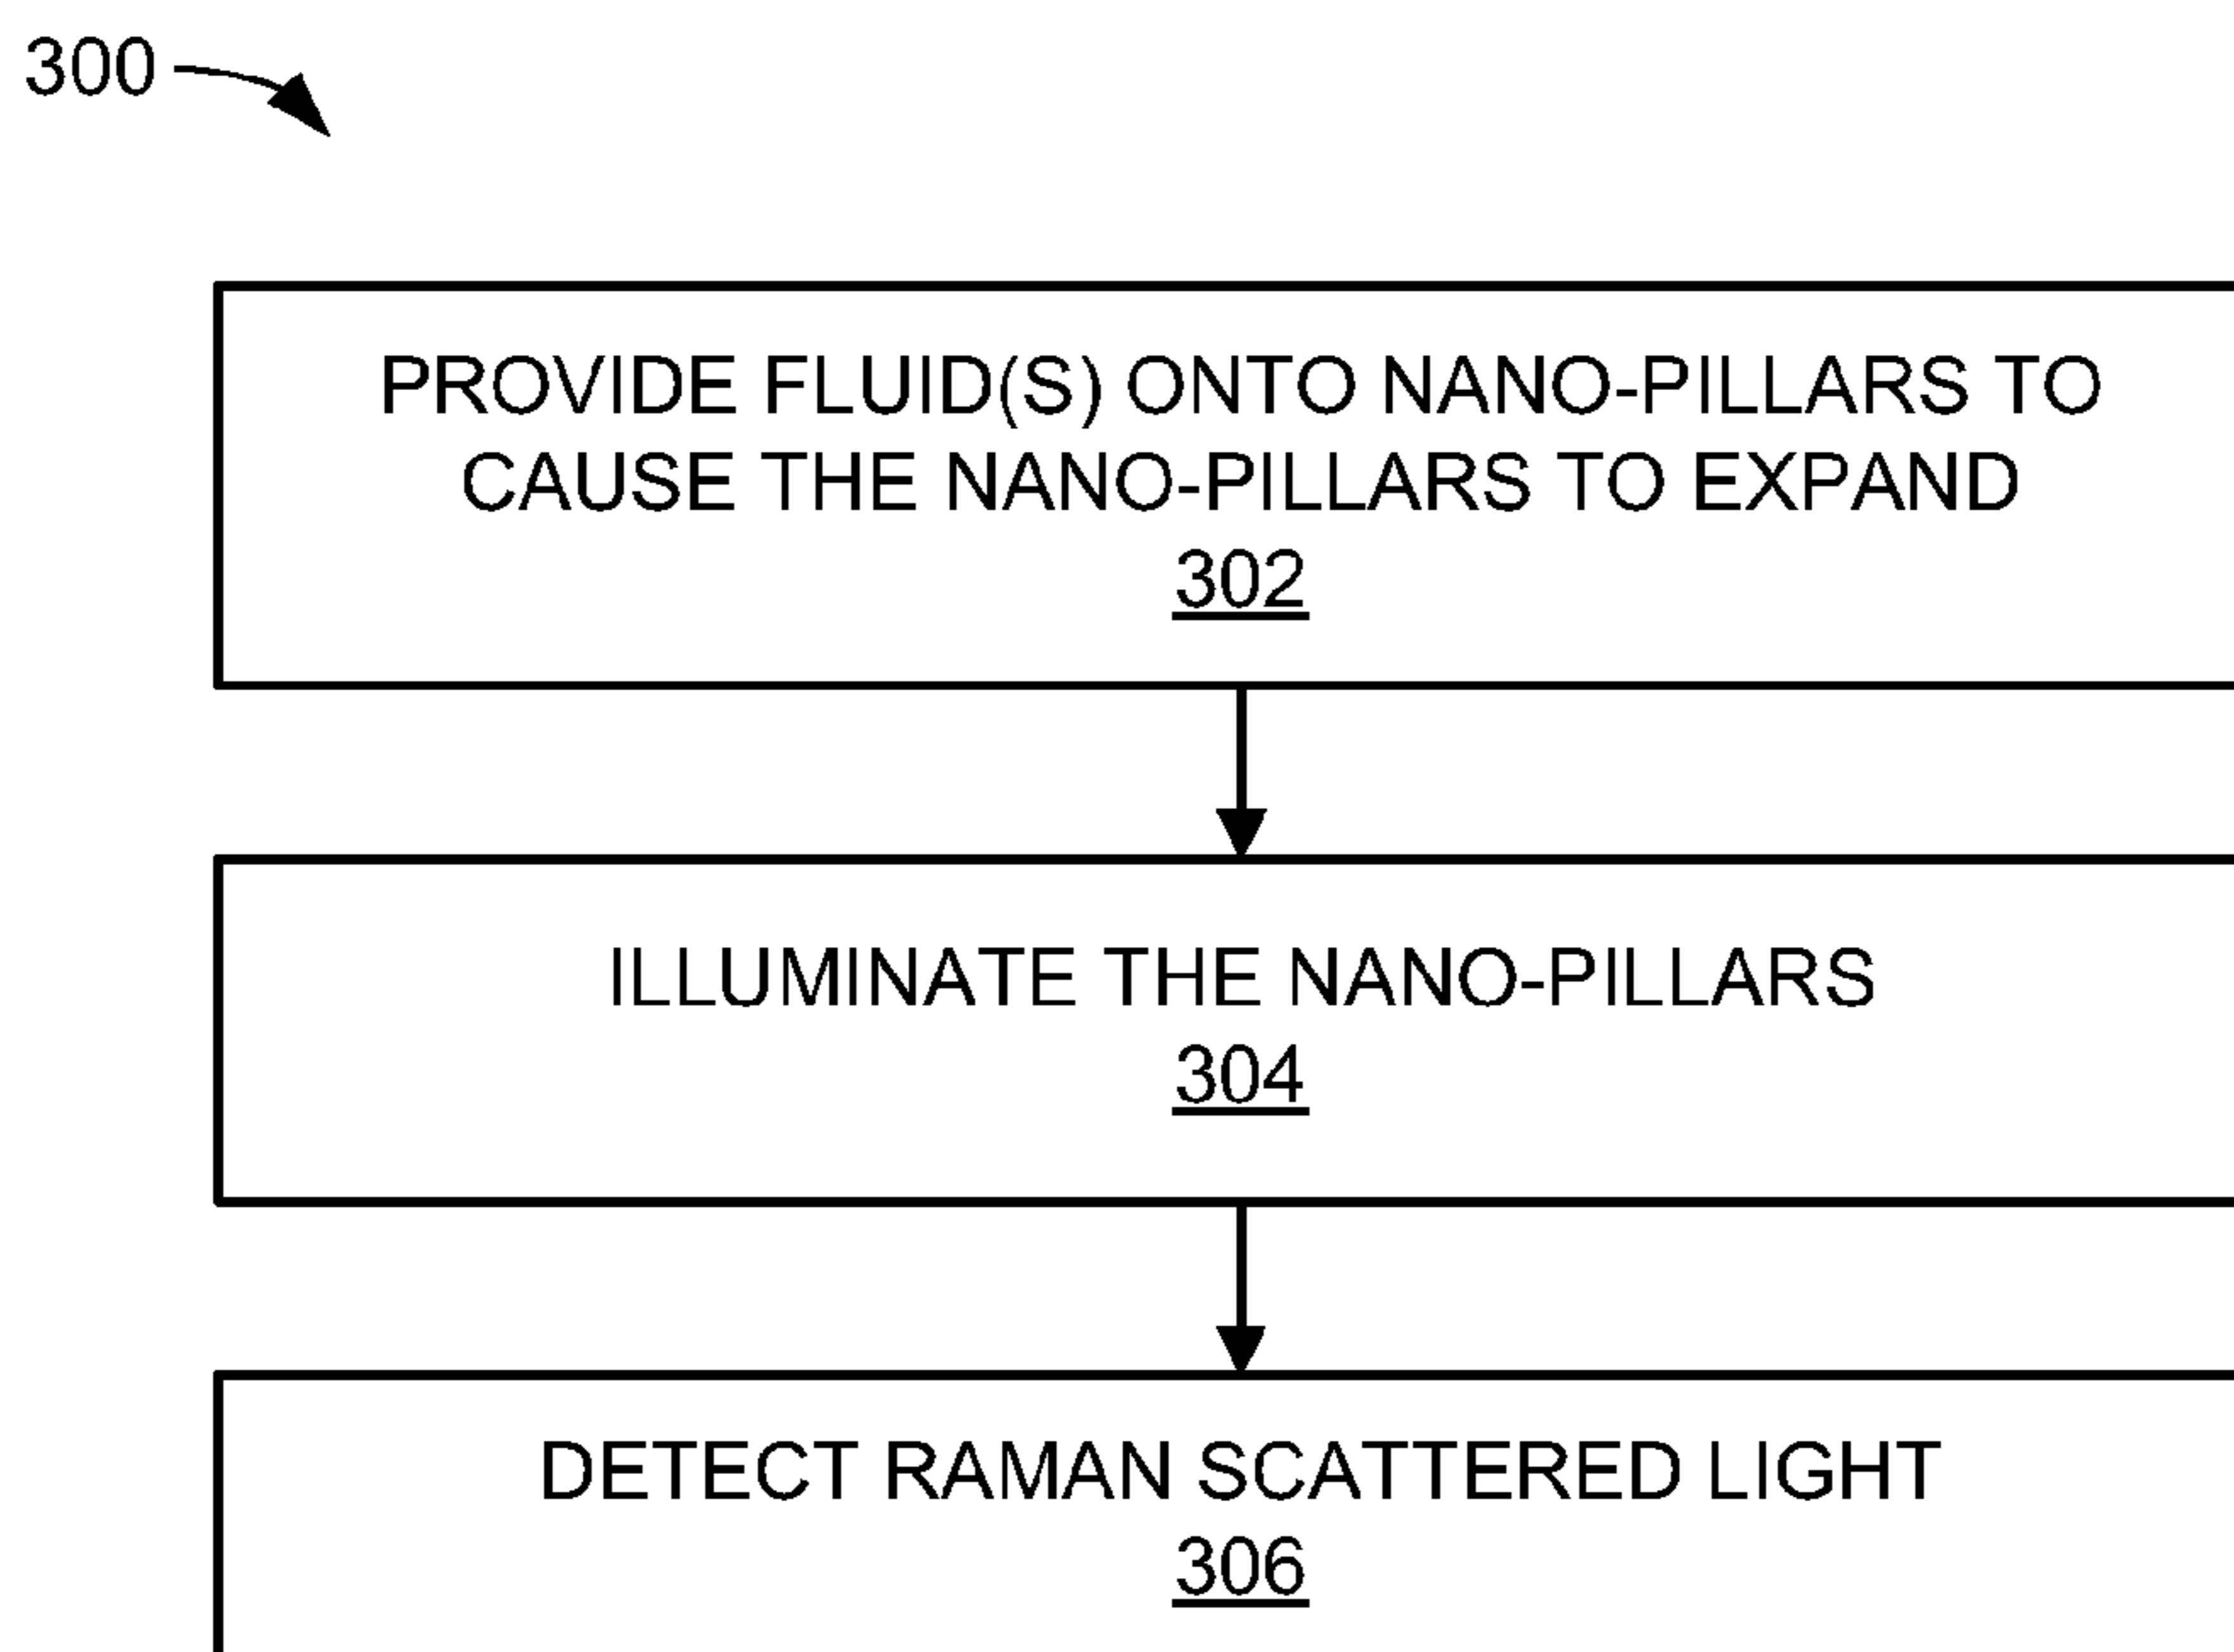 300
PROVIDE FLUID(S) ONTO NANO-PILLARS TO
CAUSE THE NANO-PILLARS TO EXPAND
302
ILLUMINATE THE NANO-PILLARS
304
DETECT RAMAN SCATTERED LIGHT
306